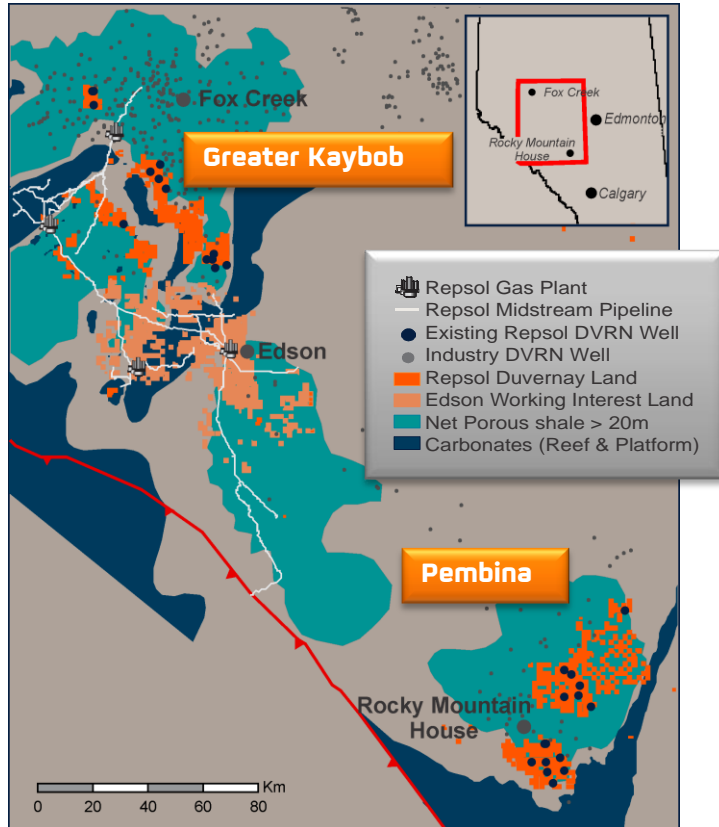 Fox Creek
Greater Kaybob
Fox Creek
Edmonton
Rocky Mountain
House
Calgary
Repsol Gas Plant
Repsol Midstream Pipeline
Existing Repsol DVRN Well
Industry DVRN Well
Repsol Duvernay Land
Edson Working Interest Land
Net Porous shale > 20m
Carbonates (Reef & Platform)
Edson
Pembina
Rocky Mountain
House
Km
0 20 40 60 80